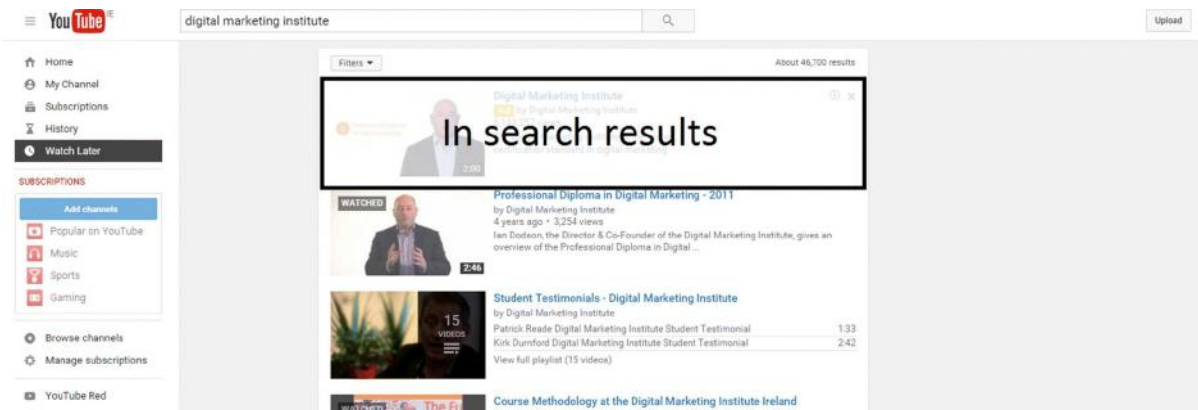 YouTube IE
digital marketing institute
Upload
Home
My Channel
Subscriptions
History
Watch Later
SUBSCRIPTIONS
Add channels
Popular on YouTube
Music
Sports
Gaming
Browse channels
Manage subscriptions
YouTube Red
Filters
About 46,700 results
Digital Marketing Institute
by Digital Marketing Institute
In search results
2:00
WATCHED
2:46
Professional Diploma in Digital Marketing - 2011
by Digital Marketing Institute
4 years ago • 3,254 views
Ian Dodson, the Director & Co-Founder of the Digital Marketing Institute, gives an
overview of the Professional Diploma in Digital ...
15
VIDEOS
Student Testimonials - Digital Marketing Institute
by Digital Marketing Institute
Patrick Reade Digital Marketing Institute Student Testimonial 1:33
Kirk Durnford Digital Marketing Institute Student Testimonial 2:42
View full playlist (15 videos)
WATCHED
The Fu
Course Methodology at the Digital Marketing Institute Ireland